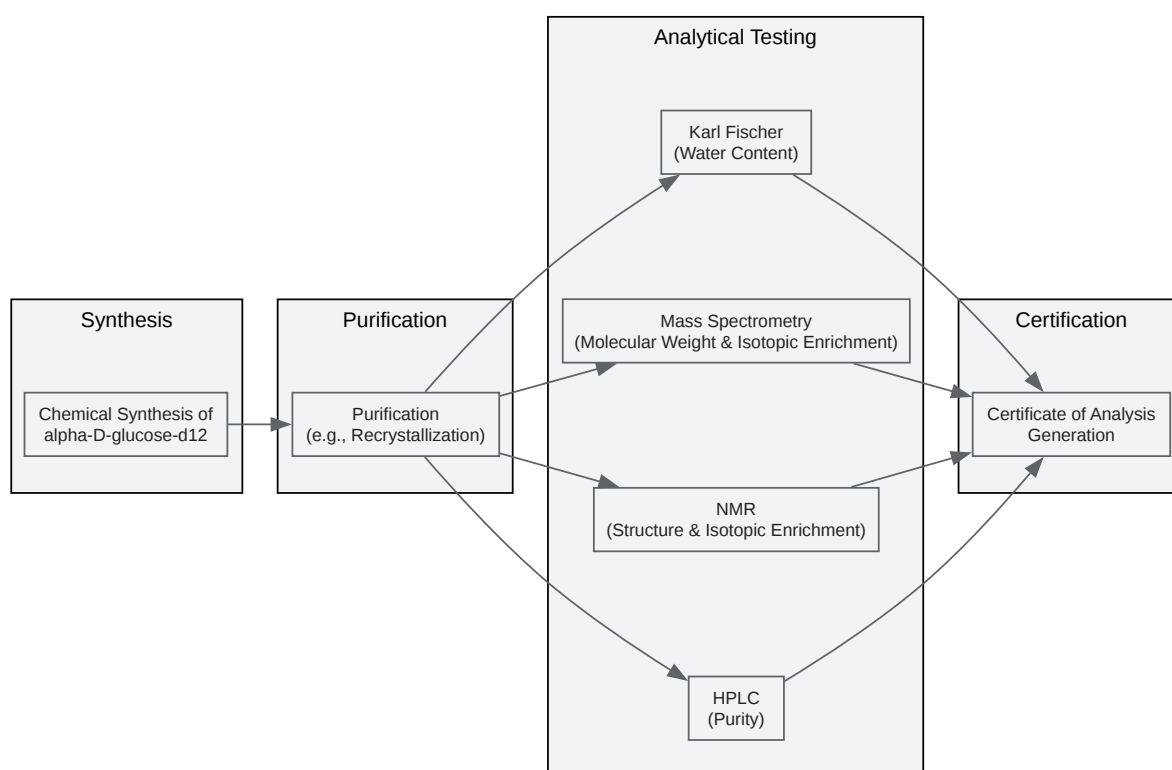 Analytical Testing
Karl Fischer
(Water Content)
Synthesis
Purification
Mass Spectrometry
(Molecular Weight & Isotopic Enrichment)
Certification
Chemical Synthesis of
alpha-D-glucose-d12
Purification
(e.g., Recrystallization)
Certificate of Analysis
Generation
NMR
(Structure & Isotopic Enrichment)
HPLC
(Purity)